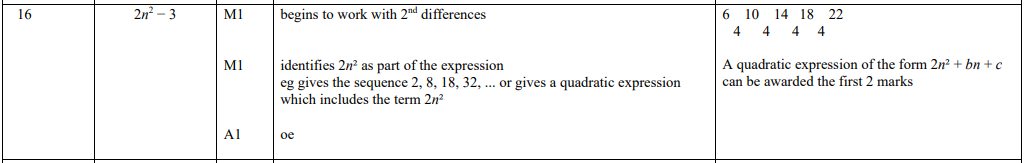 16 2n² – 3 M1 begins to work with 2nd differences 6 10 14 18 22
4 4 4 4
M1 identifies 2n² as part of the expression A quadratic expression of the form 2n² + bn + c
eg gives the sequence 2, 8, 18, 32, ... or gives a quadratic expression can be awarded the first 2 marks
which includes the term 2n²
A1 oe